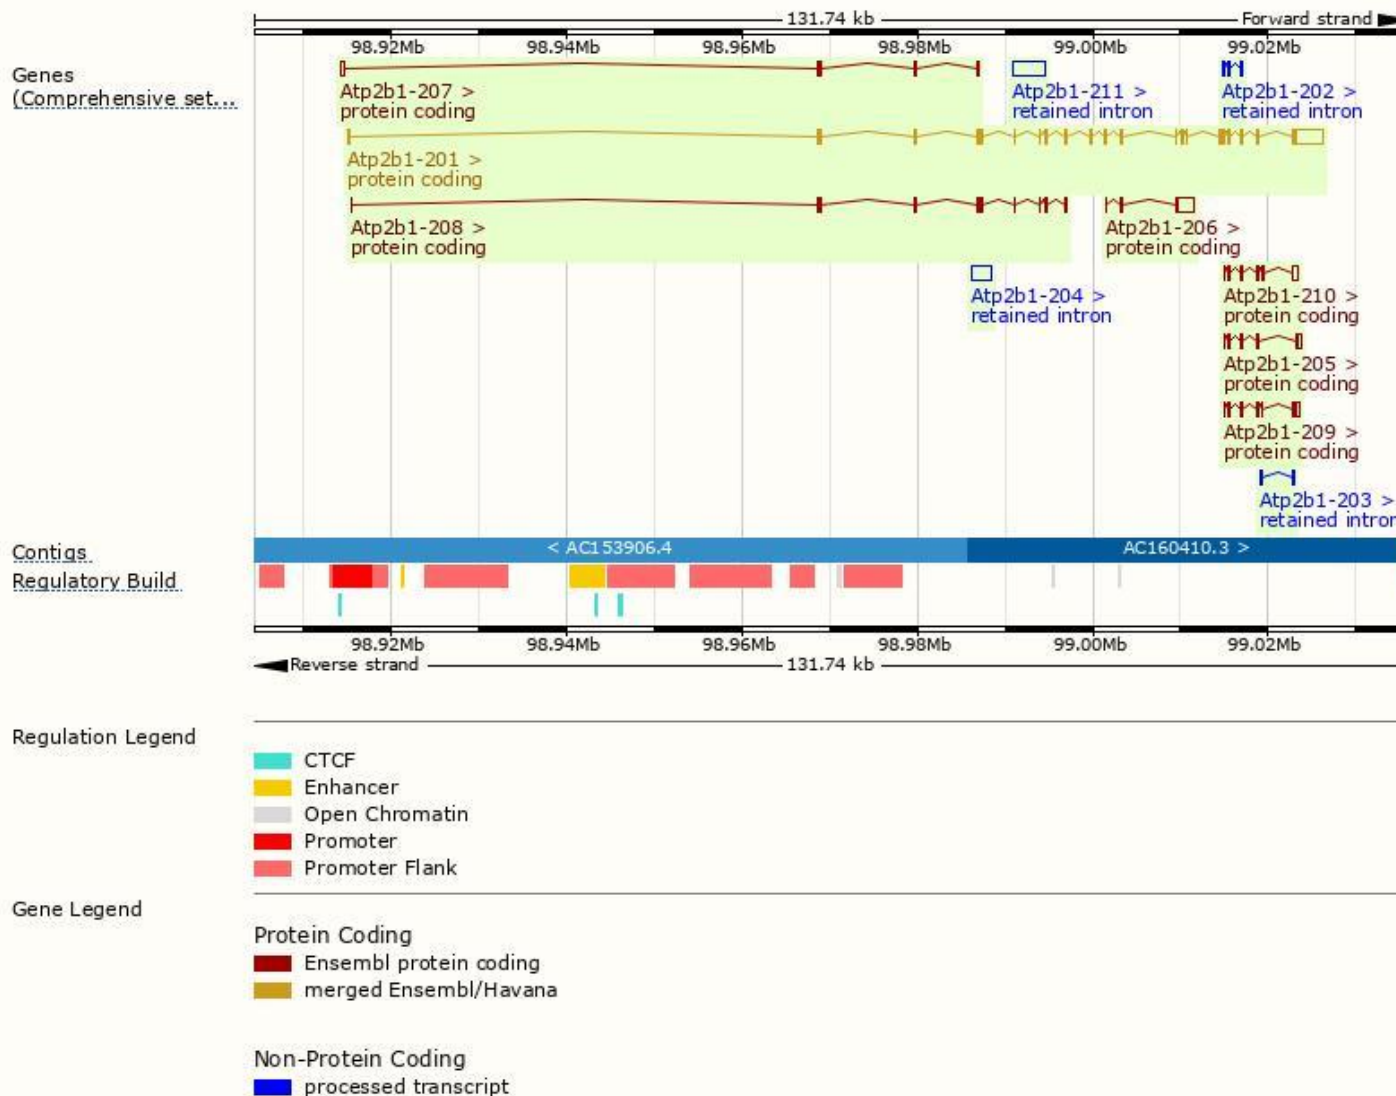 131.74 kb Forward strand
98.92Mb 98.94Mb 98.96Mb 98.98Mb 99.00Mb 99.02Mb
Genes
(Comprehensive set...
Atp2b1-207 > Atp2b1-211 > Atp2b1-202 >
protein coding retained intron retained intron
Atp2b1-201 >
protein coding
Atp2b1-208 > Atp2b1-206 >
protein coding protein coding
Atp2b1-204 > Atp2b1-210 >
retained intron protein coding
Atp2b1-205 >
protein coding
Atp2b1-209 >
protein coding
Atp2b1-203 >
retained intron
Contigs < AC153906.4 AC160410.3 >
Regulatory Build
98.92Mb 98.94Mb 98.96Mb 98.98Mb 99.00Mb 99.02Mb
Reverse strand 131.74 kb
Regulation Legend
CTCF
Enhancer
Open Chromatin
Promoter
Promoter Flank
Gene Legend
Protein Coding
Ensembl protein coding
merged Ensembl/Havana
Non-Protein Coding
processed transcript